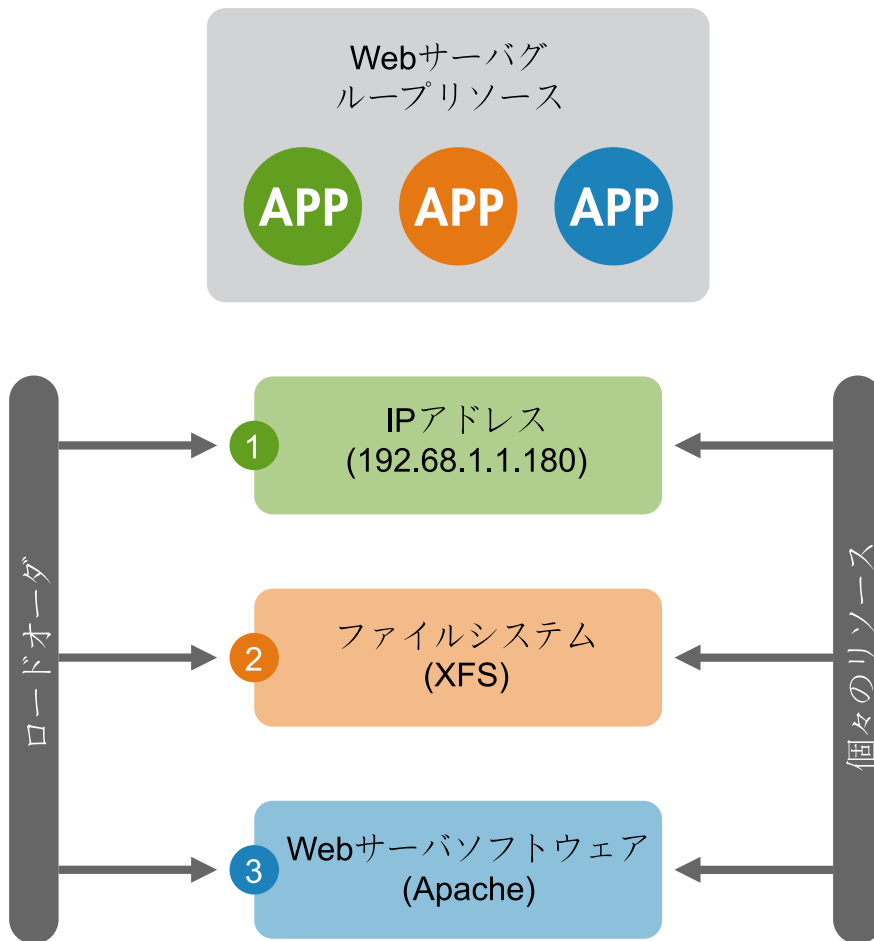 Webサーバグ
ループリソース
APP APP APP
ロードオーダ
1
IPアドレス
(192.68.1.1.180)
2
ファイルシステム
(XFS)
3
Webサーバソフトウェア
(Apache)
個々のリソース